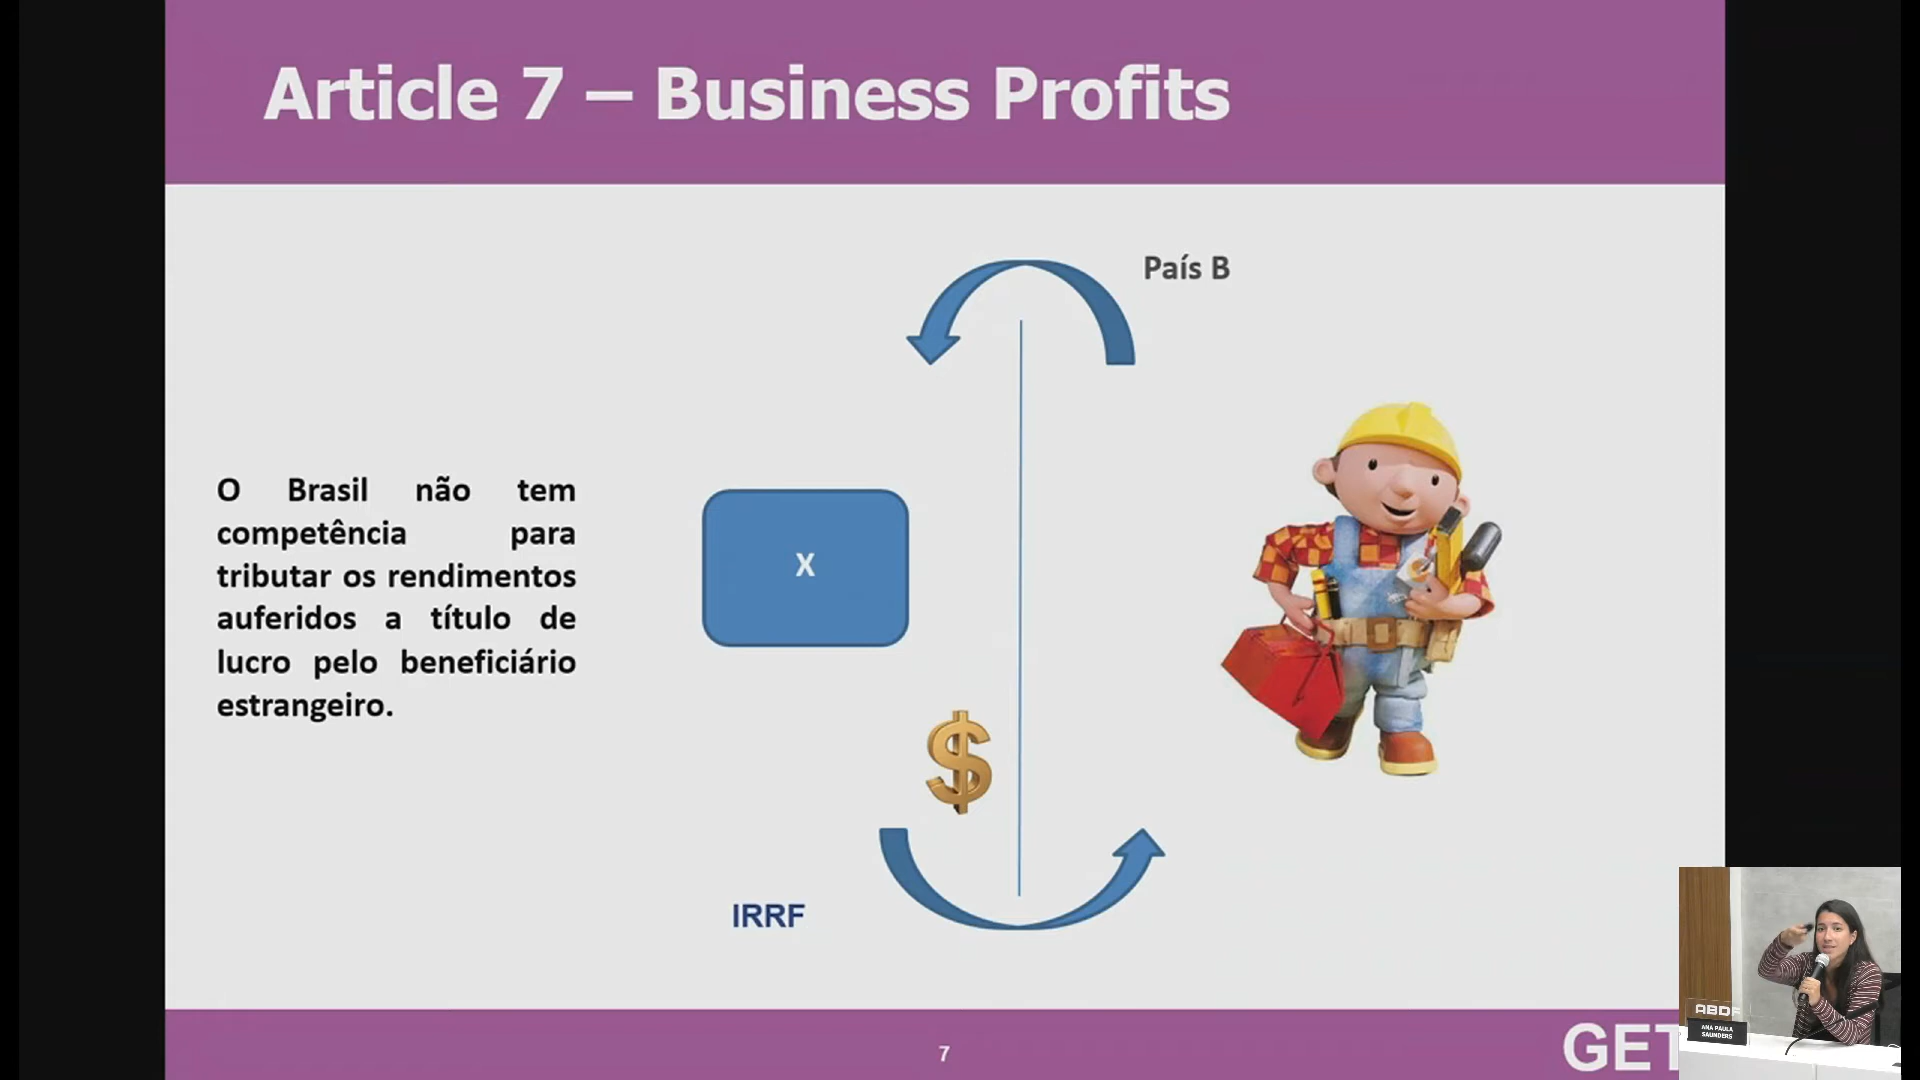 Article 7 – Business Profits
País B
O Brasil não tem
competência para
tributar os rendimentos
auferidos a título de
lucro pelo beneficiário
estrangeiro.
X
$
IRRF
7
GET
ABDF
ANA PAULA
SAUNDERS